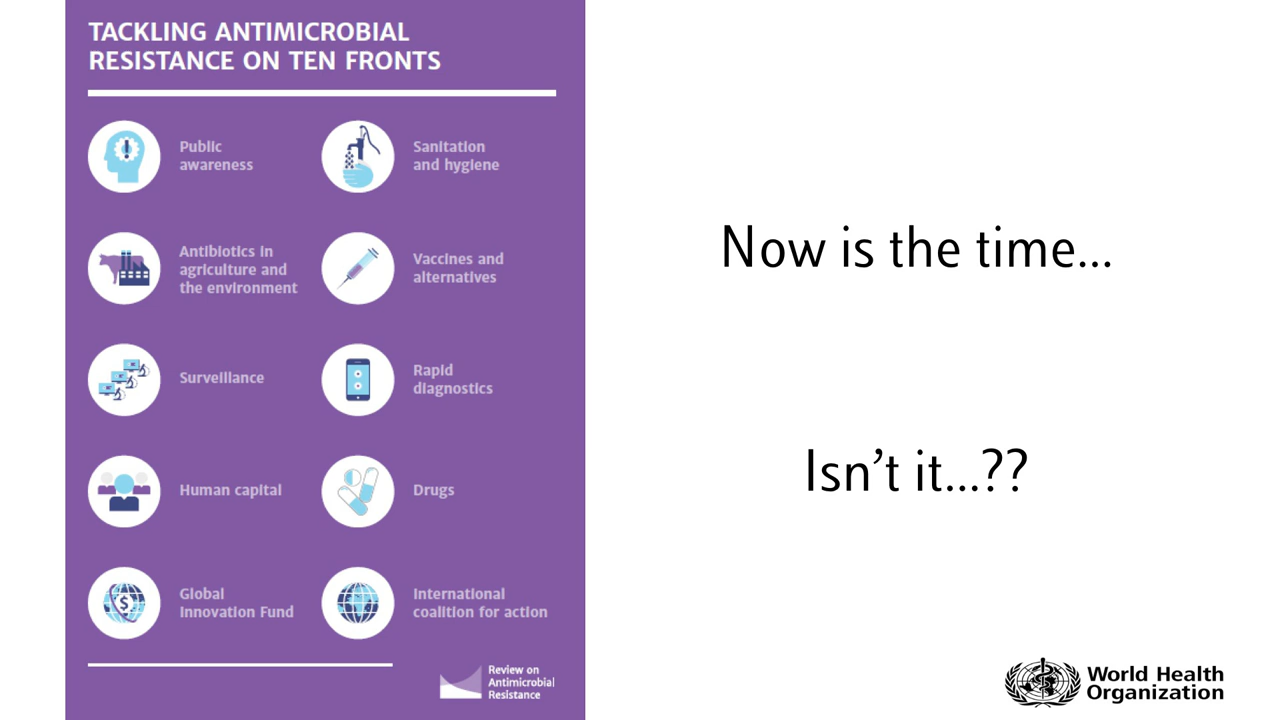 TACKLING ANTIMICROBIAL
RESISTANCE ON TEN FRONTS
Public
awareness
Sanitation
and hygiene
Antibiotics in
agriculture and
the environment
Vaccines and
alternatives
Surveillance
Rapid
diagnostics
Human capital
Drugs
Global
Innovation Fund
International
coalition for action
Review on
Antimicrobial
Resistance
Now is the time...
Isn’t it...??
World Health
Organization